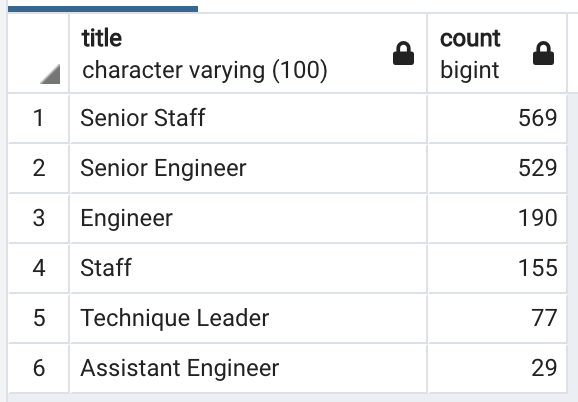 title
character varying (100)
count
bigint
1 Senior Staff 569
2 Senior Engineer 529
3 Engineer 190
4 Staff 155
5 Technique Leader 77
6 Assistant Engineer 29